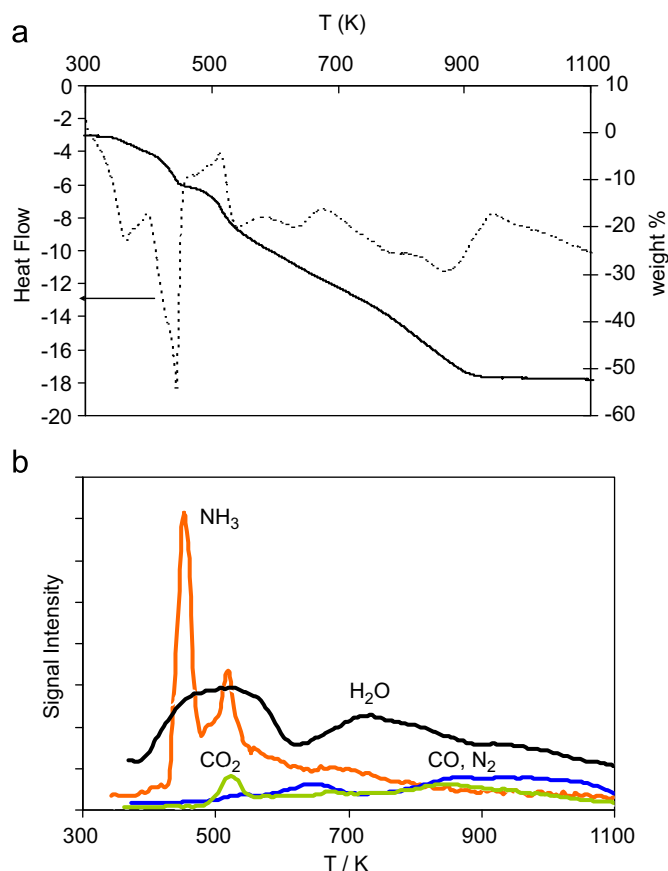 a
T (K)
300 500 700 900 1100
0 10
-2 0
-4
-6 -10
-8 -20
-10
-12 -30
-14 -40
-16
-18 -50
-20 -60
Heat Flow
weight %
b
NH3
H2O
CO2
CO, N2
Signal Intensity
300 500 700 900 1100
T / K